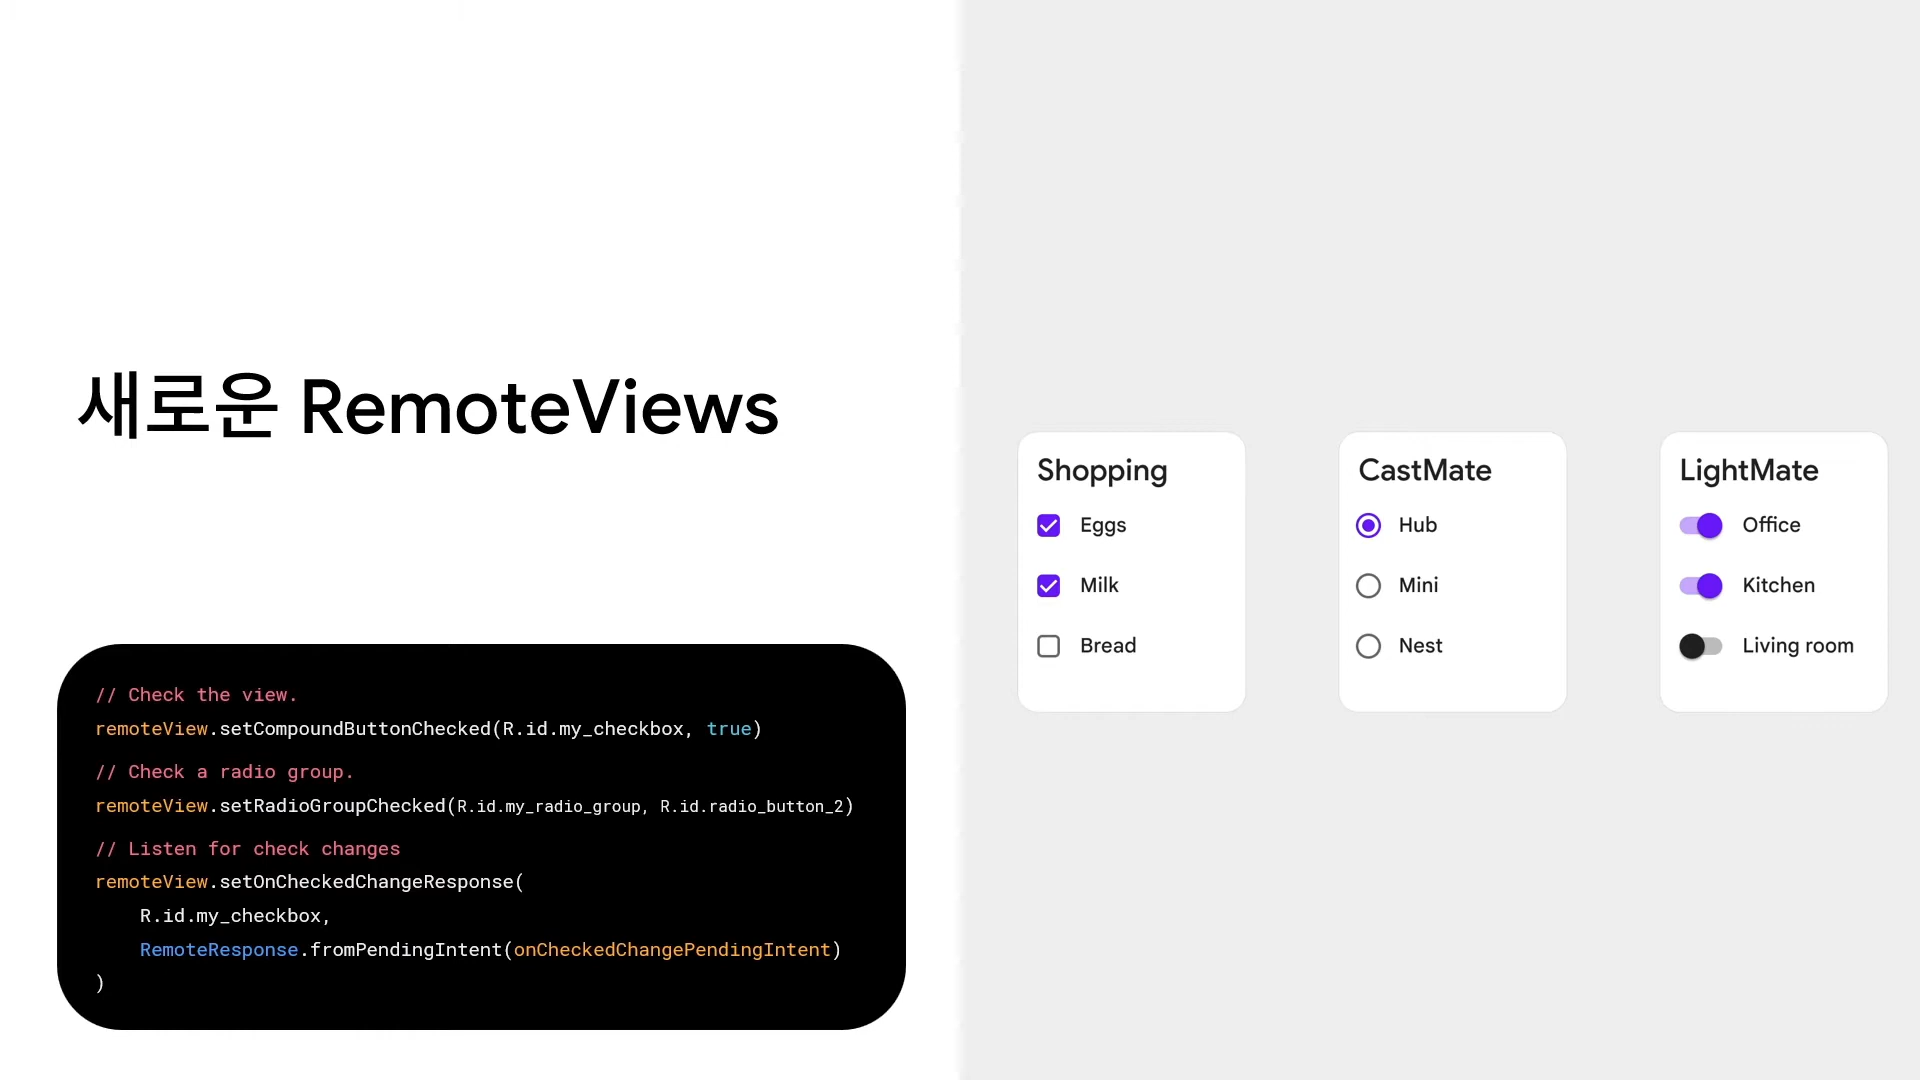 새로운 RemoteViews
// Check the view.
remoteView.setCompoundButtonChecked(R.id.my_checkbox, true)
// Check a radio group.
remoteView.setRadioGroupChecked(R.id.my_radio_group, R.id.radio_button_2)
// Listen for check changes
remoteView.setOnCheckedChangeResponse(
    R.id.my_checkbox,
    RemoteResponse.fromPendingIntent(onCheckedChangePendingIntent)
)
Shopping
Eggs
Milk
Bread
CastMate
Hub
Mini
Nest
LightMate
Office
Kitchen
Living room